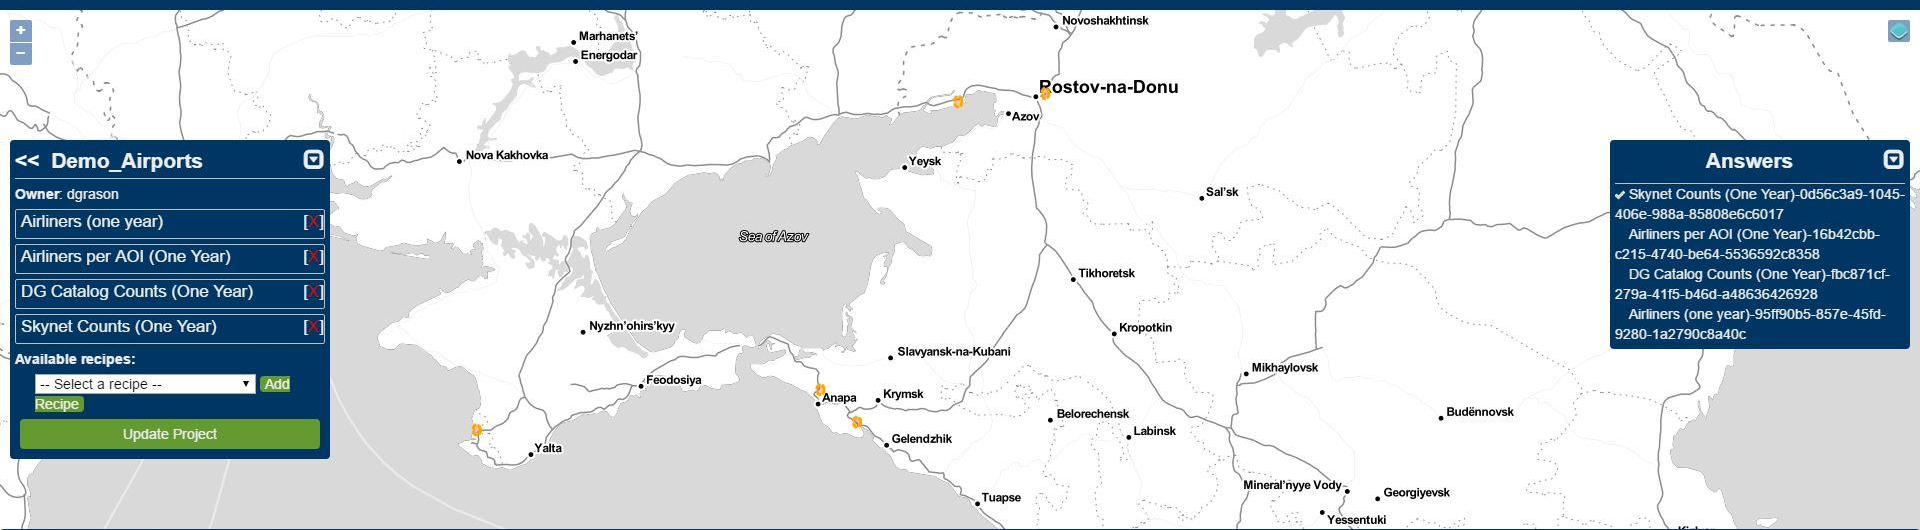 Novoshakhtinsk
+
−
Marhanets'
Energodar
Rostov-na-Donu
Azov
Nova Kakhovka
Yeysk
Sal'sk
Sea of Azov
Tikhoretsk
Nyzhn'ohirs'kyy
Kropotkin
Slavyansk-na-Kubani
Mikhaylovsk
Feodosiya
Krymsk
Anapa
Belorechensk
Budënnovsk
Labinsk
Gelendzhik
Yalta
Mineral'nyye Vody
Georgiyevsk
Tuapse
Yessentuki
<< Demo_Airports
Owner: dgrason
Airliners (one year) [X]
Airliners per AOI (One Year) [X]
DG Catalog Counts (One Year) [X]
Skynet Counts (One Year) [X]
Available recipes:
-- Select a recipe -- Add
Recipe
Update Project
Answers
✔ Skynet Counts (One Year)-0d56c3a9-1045-
406e-988a-85808e6c6017
Airliners per AOI (One Year)-16b42cbb-
c215-4740-be64-5536592c8358
DG Catalog Counts (One Year)-fbc871cf-
279a-41f5-b46d-a48636426928
Airliners (one year)-95ff90b5-857e-45fd-
9280-1a2790c8a40c